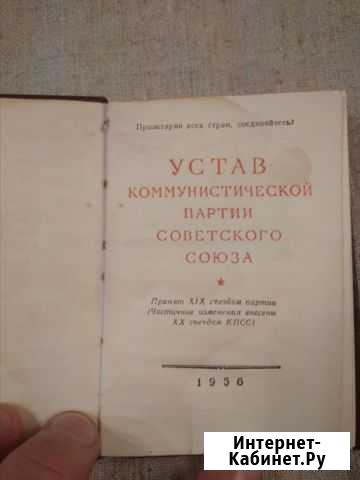 Пролетарии всех стран, соединяйтесь!
УСТАВ
КОММУНИСТИЧЕСКОЙ
ПАРТИИ
СОВЕТСКОГО
СОЮЗА
Принят XIX съездом партии
(Частичные изменения внесены
XX съездом КПСС)
1956
Интернет-
Кабинет.Ру